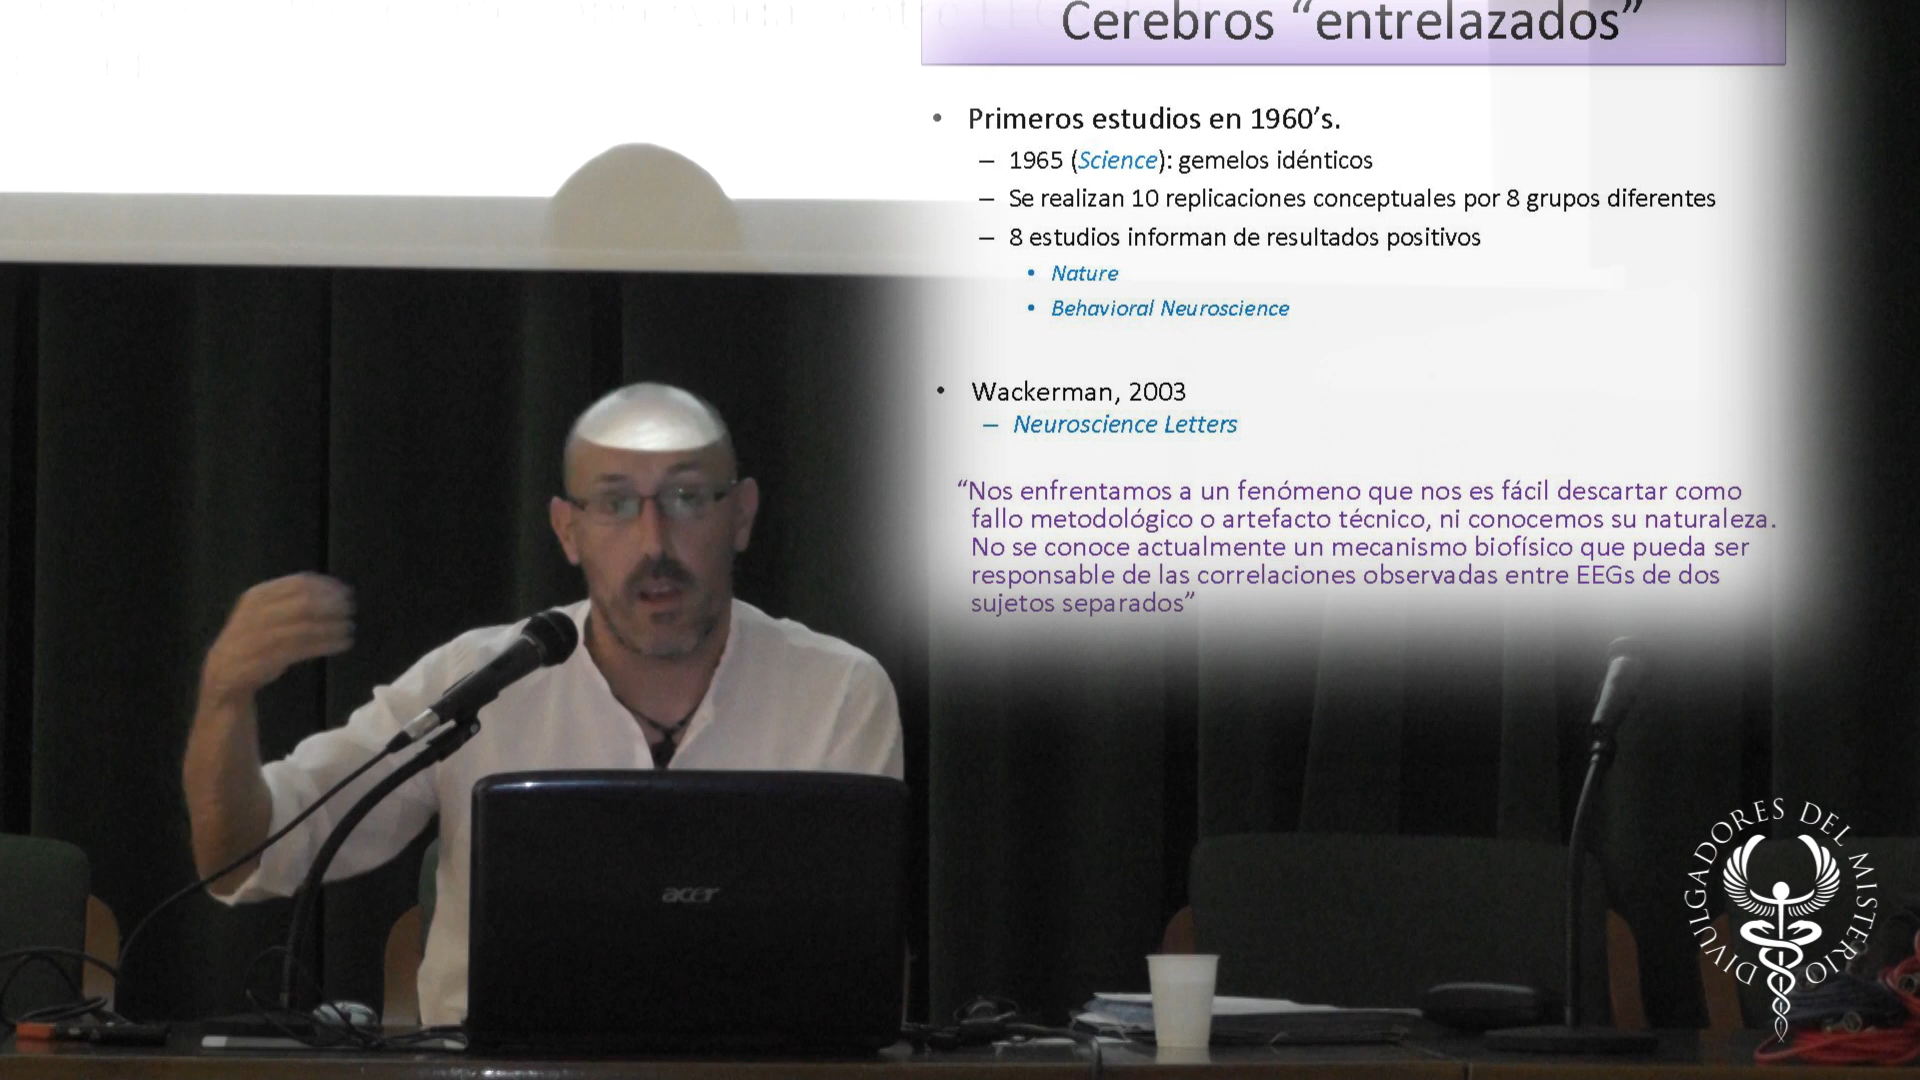 Cerebros “entrelazados”
• Primeros estudios en 1960’s.
– 1965 (Science): gemelos idénticos
– Se realizan 10 replicaciones conceptuales por 8 grupos diferentes
– 8 estudios informan de resultados positivos
• Nature
• Behavioral Neuroscience
• Wackerman, 2003
– Neuroscience Letters
“Nos enfrentamos a un fenómeno que nos es fácil descartar como
fallo metodológico o artefacto técnico, ni conocemos su naturaleza.
No se conoce actualmente un mecanismo biofísico que pueda ser
responsable de las correlaciones observadas entre EEGs de dos
sujetos separados”
acer
DIVULGADORES DEL MISTERIO